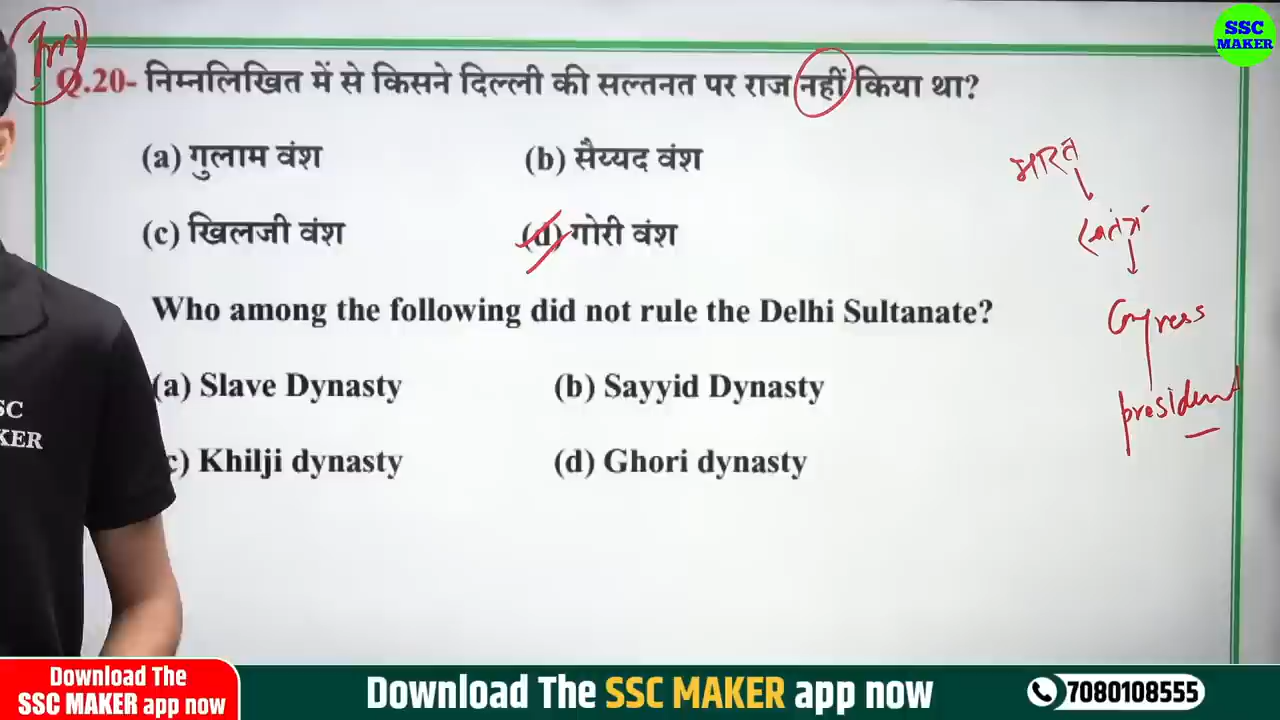 SSC
MAKER
Q.20- निम्नलिखित में से किसने दिल्ली की सल्तनत पर राज नहीं किया था?
(a) गुलाम वंश (b) सैय्यद वंश
(c) खिलजी वंश (d) गोरी वंश
Who among the following did not rule the Delhi Sultanate?
(a) Slave Dynasty (b) Sayyid Dynasty
(c) Khilji dynasty (d) Ghori dynasty
भारत
Congress
president
SC
KER
Download The
SSC MAKER app now
Download The SSC MAKER app now
7080108555